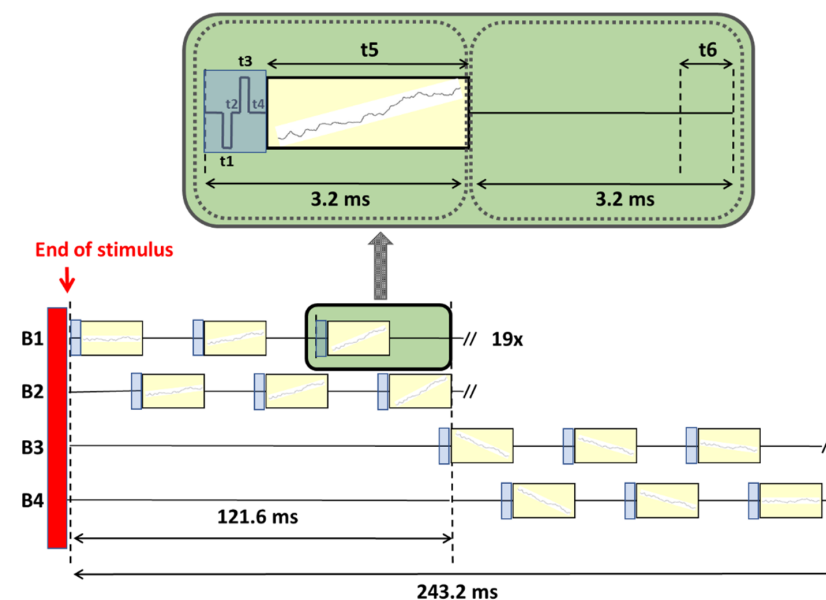 t5
t6
t3
t2 t4
t1
3.2 ms
3.2 ms
End of stimulus
B1
// 19x
B2
//
B3
B4
121.6 ms
243.2 ms